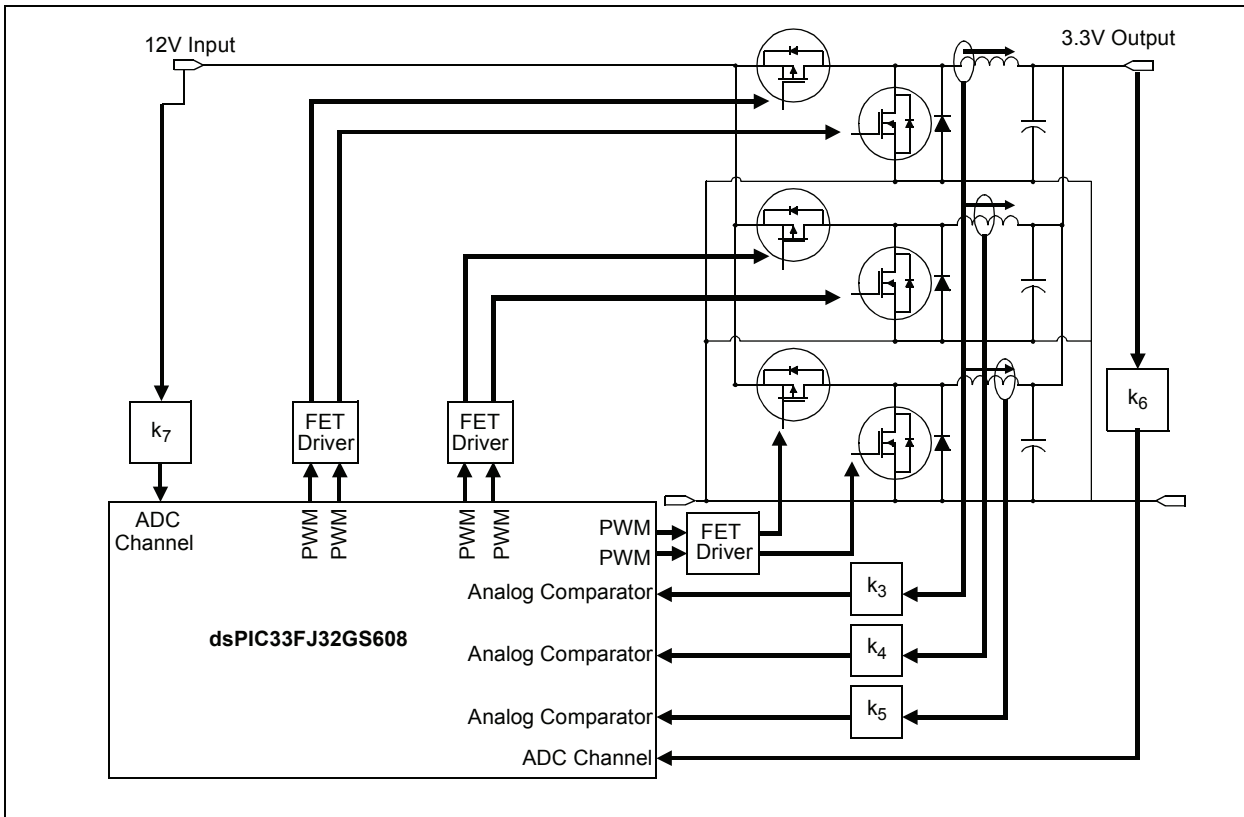 12V Input
3.3V Output
k7
FET
Driver
FET
Driver
k6
ADC
Channel
PWM
PWM
PWM
PWM
PWM
PWM
FET
Driver
Analog Comparator
k3
dsPIC33FJ32GS608
Analog Comparator
k4
Analog Comparator
k5
ADC Channel